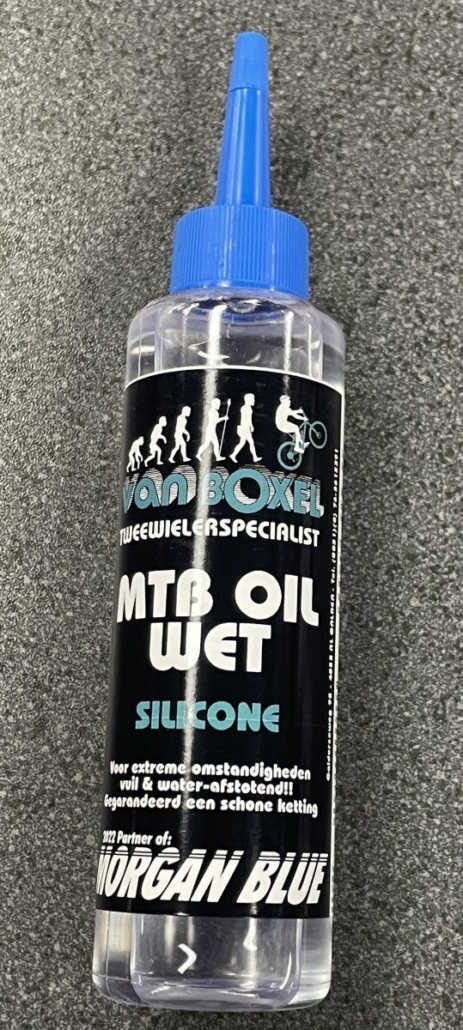 Van BOXEL
TWEEWIELERSPECIALIST
MTB OIL
WET
SILICONE
Voor extreme omstandigheden
vuil & water-afstotend!!
Gegarandeerd een schone ketting
2022 Partner of:
MORGAN BLUE